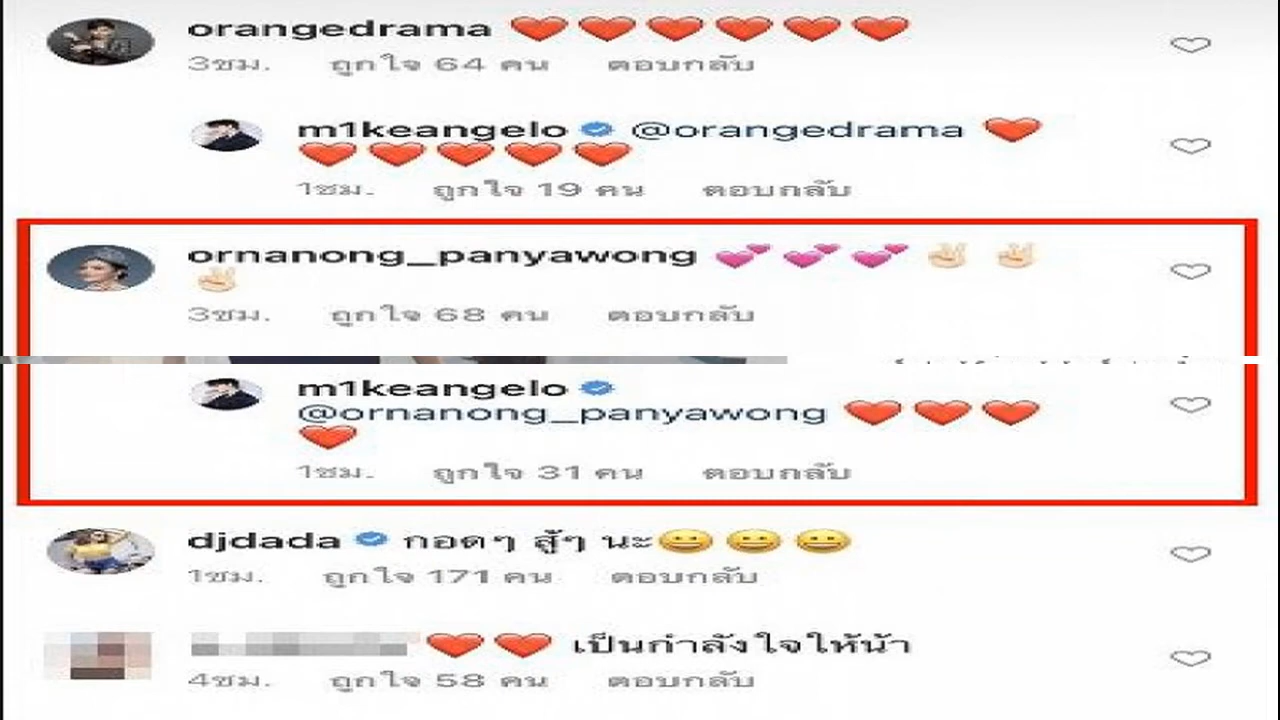 orangedrama ❤️❤️❤️❤️❤️❤️
3ชม. ถูกใจ 64 คน ตอบกลับ
m1keangelo @orangedrama ❤️
❤️❤️❤️❤️❤️
1ชม. ถูกใจ 19 คน ตอบกลับ
ornanong_panyawong 💕💕💕✌🏻✌🏻
✌🏻
3ชม. ถูกใจ 68 คน ตอบกลับ
m1keangelo
@ornanong_panyawong ❤️❤️❤️
❤️
1ชม. ถูกใจ 31 คน ตอบกลับ
djdada กอดๆ สู้ๆ นะ😀😀😀
1ชม. ถูกใจ 171 คน ตอบกลับ
❤️❤️ เป็นกำลังใจให้น้า
4ชม. ถูกใจ 58 คน ตอบกลับ